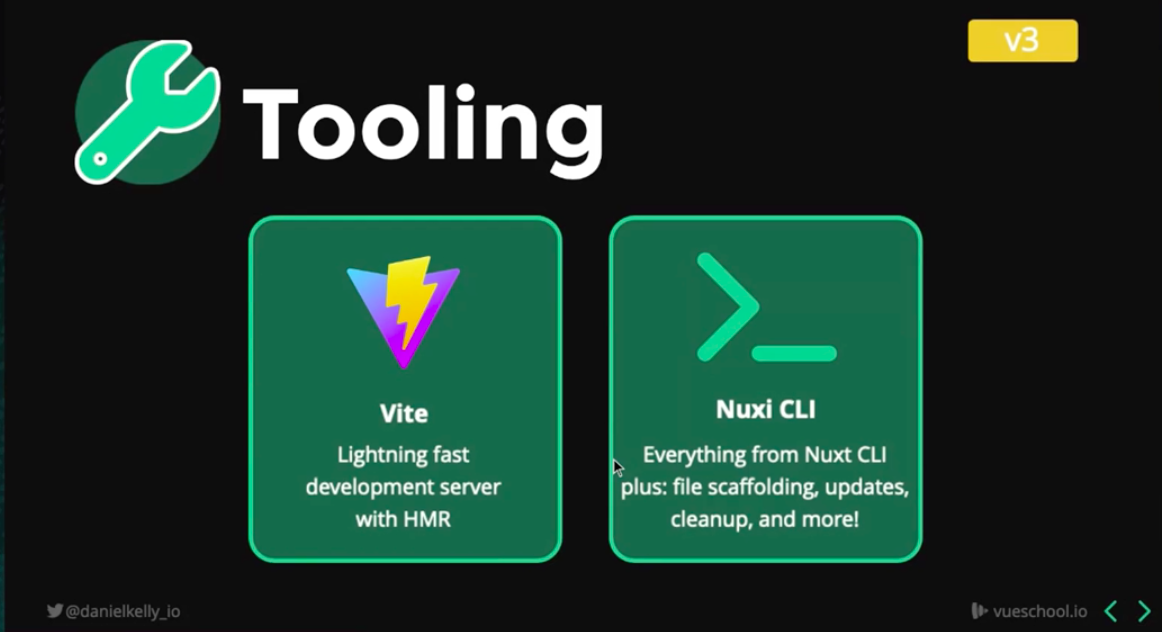 v3
Tooling
Vite
Lightning fast
development server
with HMR
Nuxi CLI
Everything from Nuxt CLI
plus: file scaffolding, updates,
cleanup, and more!
@danielkelly_io
vueschool.io